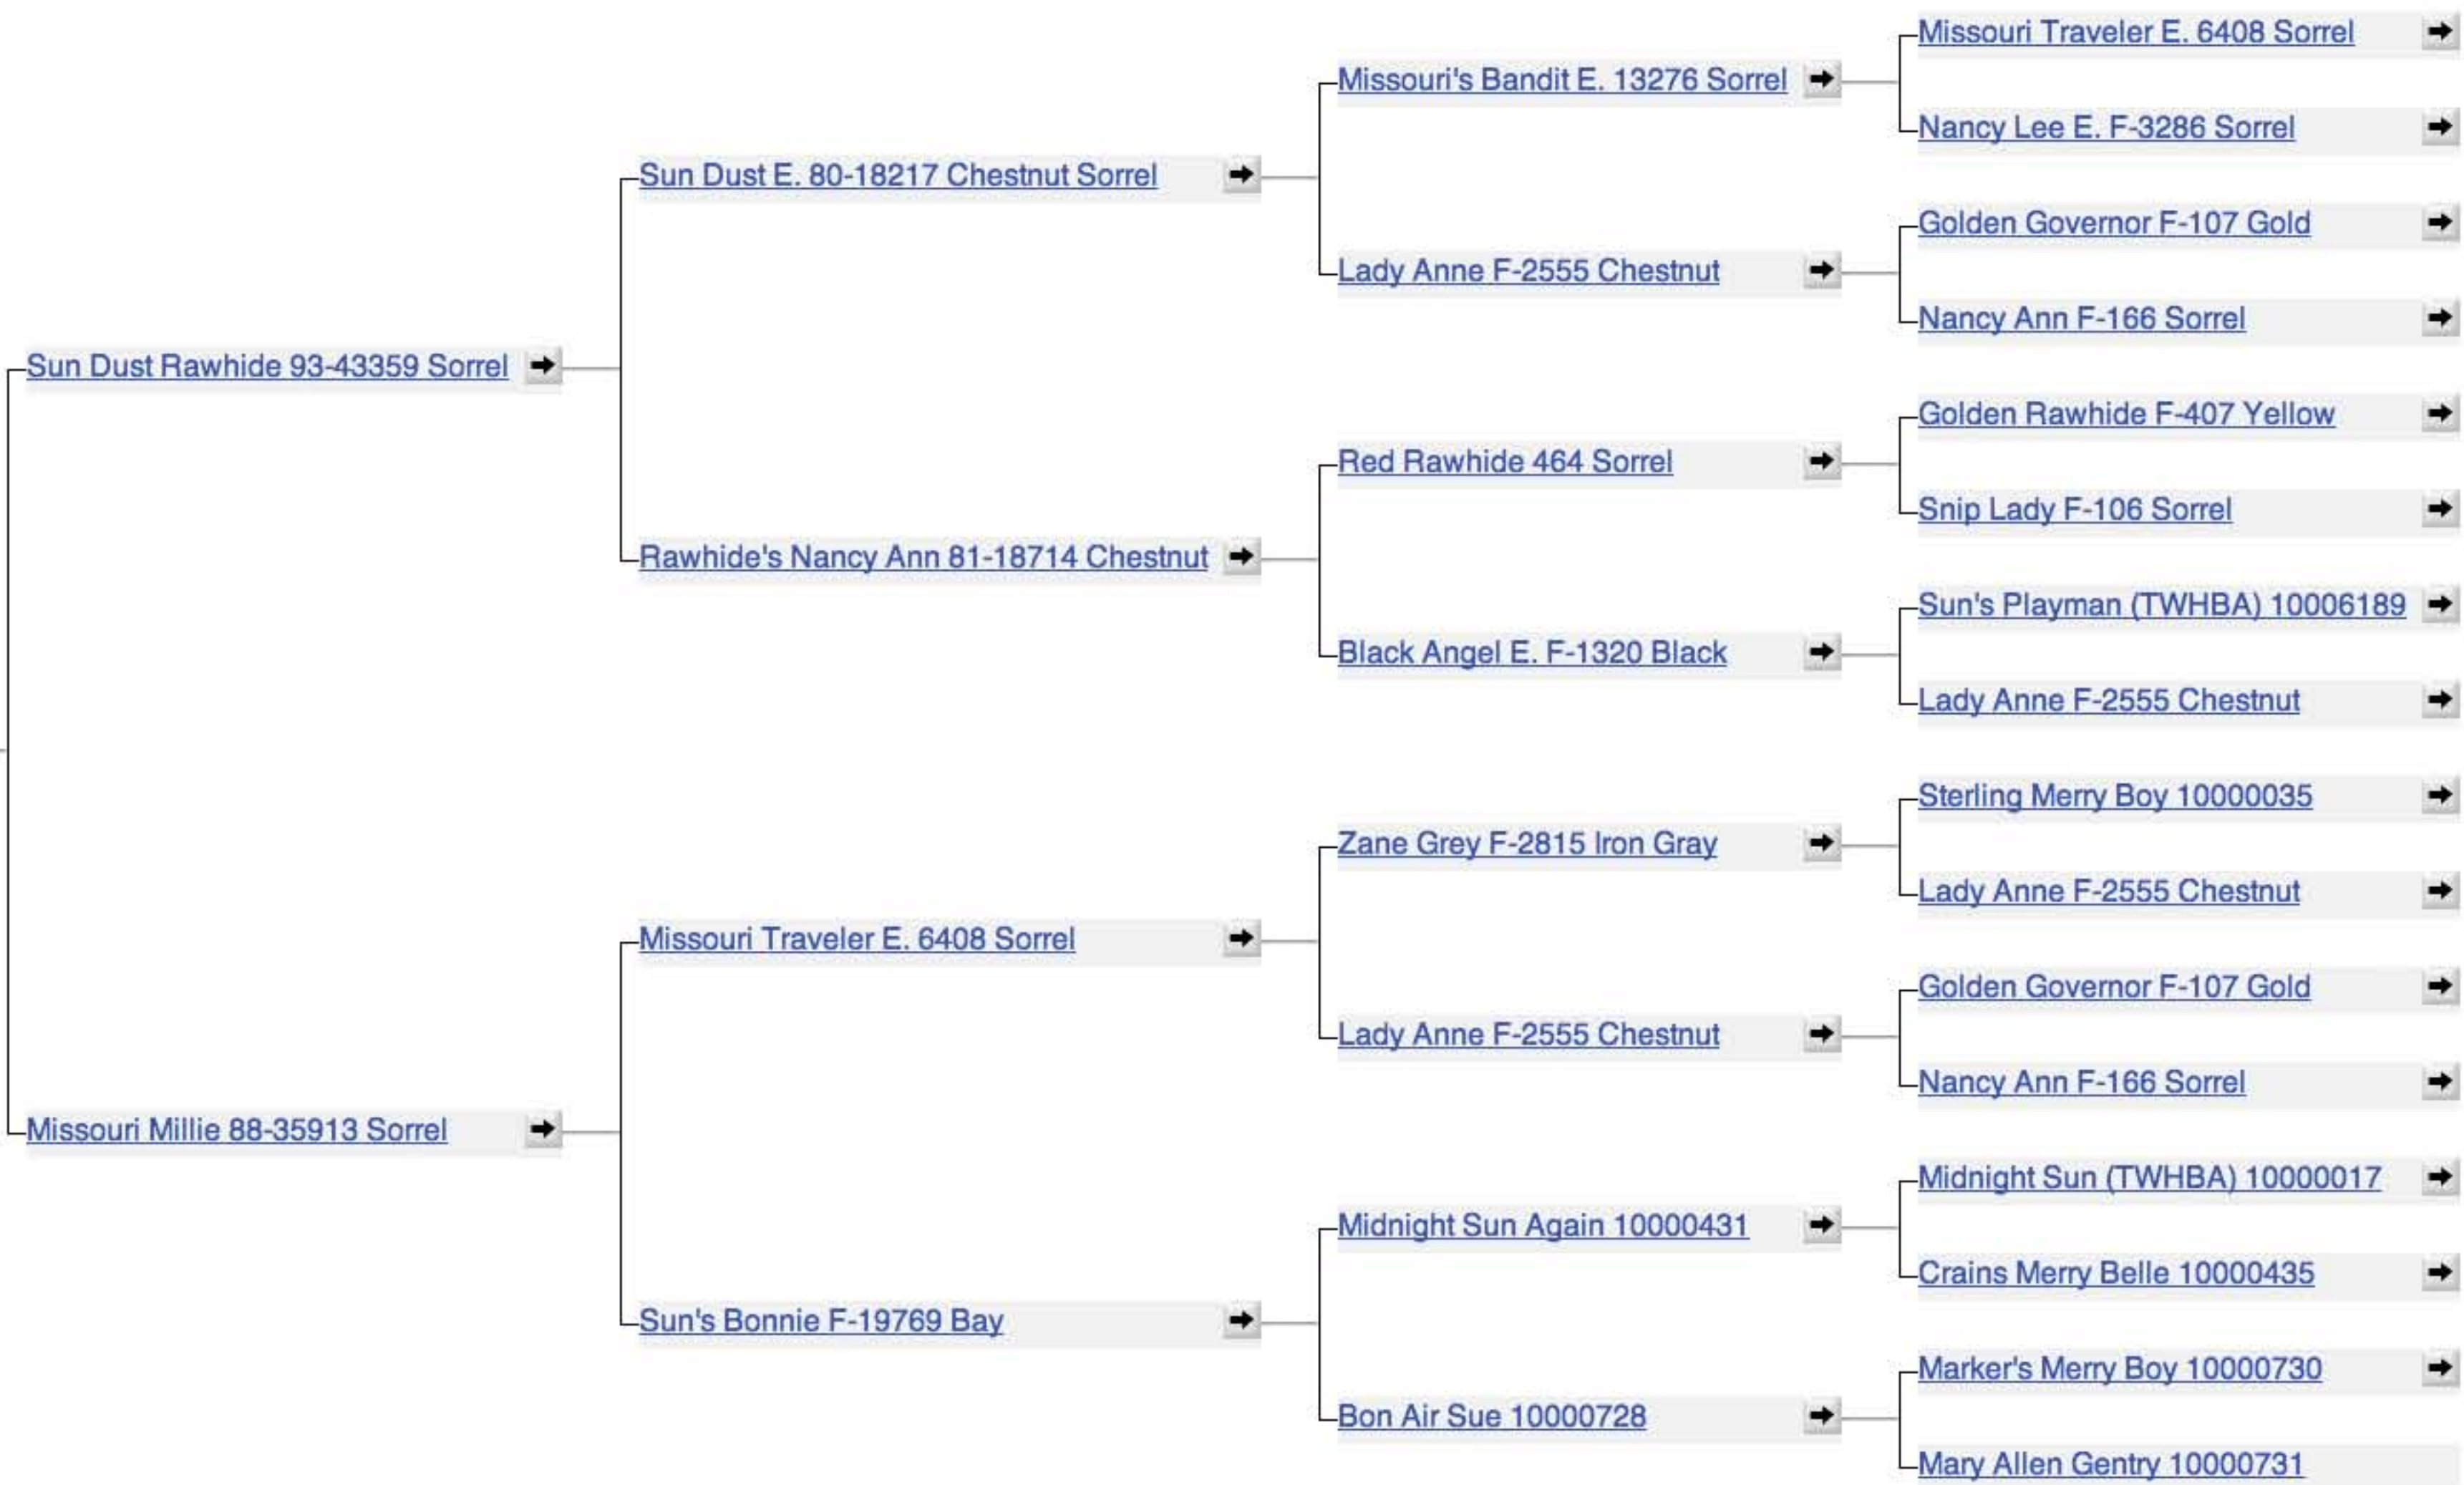 Missouri Traveler E. 6408 Sorrel
Missouri's Bandit E. 13276 Sorrel
Nancy Lee E. F-3286 Sorrel
Sun Dust E. 80-18217 Chestnut Sorrel
Golden Governor F-107 Gold
Lady Anne F-2555 Chestnut
Nancy Ann F-166 Sorrel
Sun Dust Rawhide 93-43359 Sorrel
Golden Rawhide F-407 Yellow
Red Rawhide 464 Sorrel
Snip Lady F-106 Sorrel
Rawhide's Nancy Ann 81-18714 Chestnut
Sun's Playman (TWHBA) 10006189
Black Angel E. F-1320 Black
Lady Anne F-2555 Chestnut
Sterling Merry Boy 10000035
Zane Grey F-2815 Iron Gray
Lady Anne F-2555 Chestnut
Missouri Traveler E. 6408 Sorrel
Golden Governor F-107 Gold
Lady Anne F-2555 Chestnut
Nancy Ann F-166 Sorrel
Missouri Millie 88-35913 Sorrel
Midnight Sun (TWHBA) 10000017
Midnight Sun Again 10000431
Crains Merry Belle 10000435
Sun's Bonnie F-19769 Bay
Marker's Merry Boy 10000730
Bon Air Sue 10000728
Mary Allen Gentry 10000731